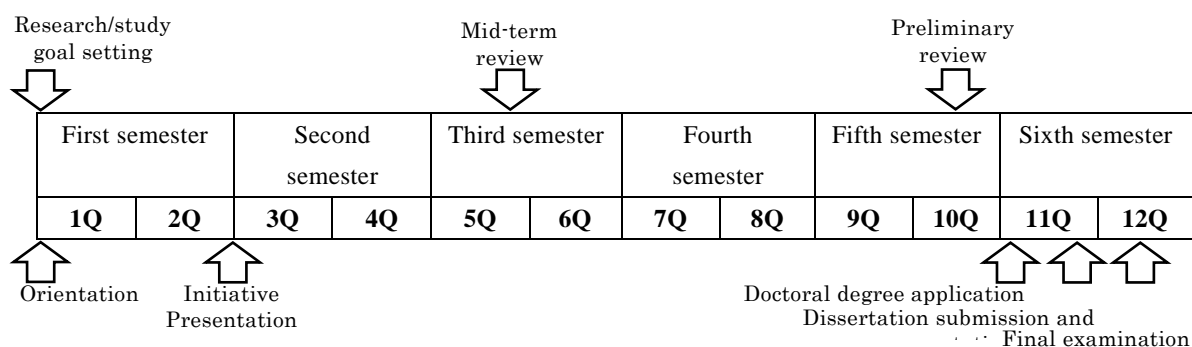 Research/study
goal setting
Mid-term
review
Preliminary
review
First semester
Second
semester
Third semester
Fourth
semester
Fifth semester
Sixth semester
1Q 2Q 3Q 4Q 5Q 6Q 7Q 8Q 9Q 10Q 11Q 12Q
Orientation
Initiative
Presentation
Doctoral degree application
Dissertation submission and
Final examination